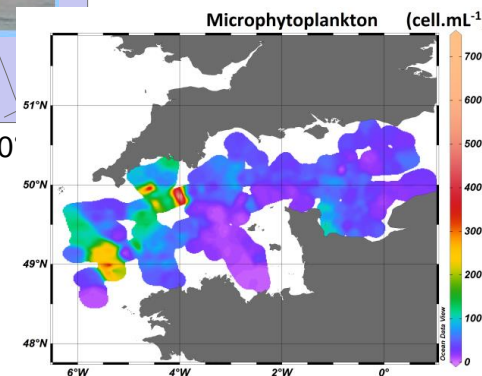 Microphytoplankton (cell.mL-1
0°
51°N
50°N
49°N
48°N
6°W 4°W 2°W 0°
700
600
500
400
300
200
100
0
Ocean Data View